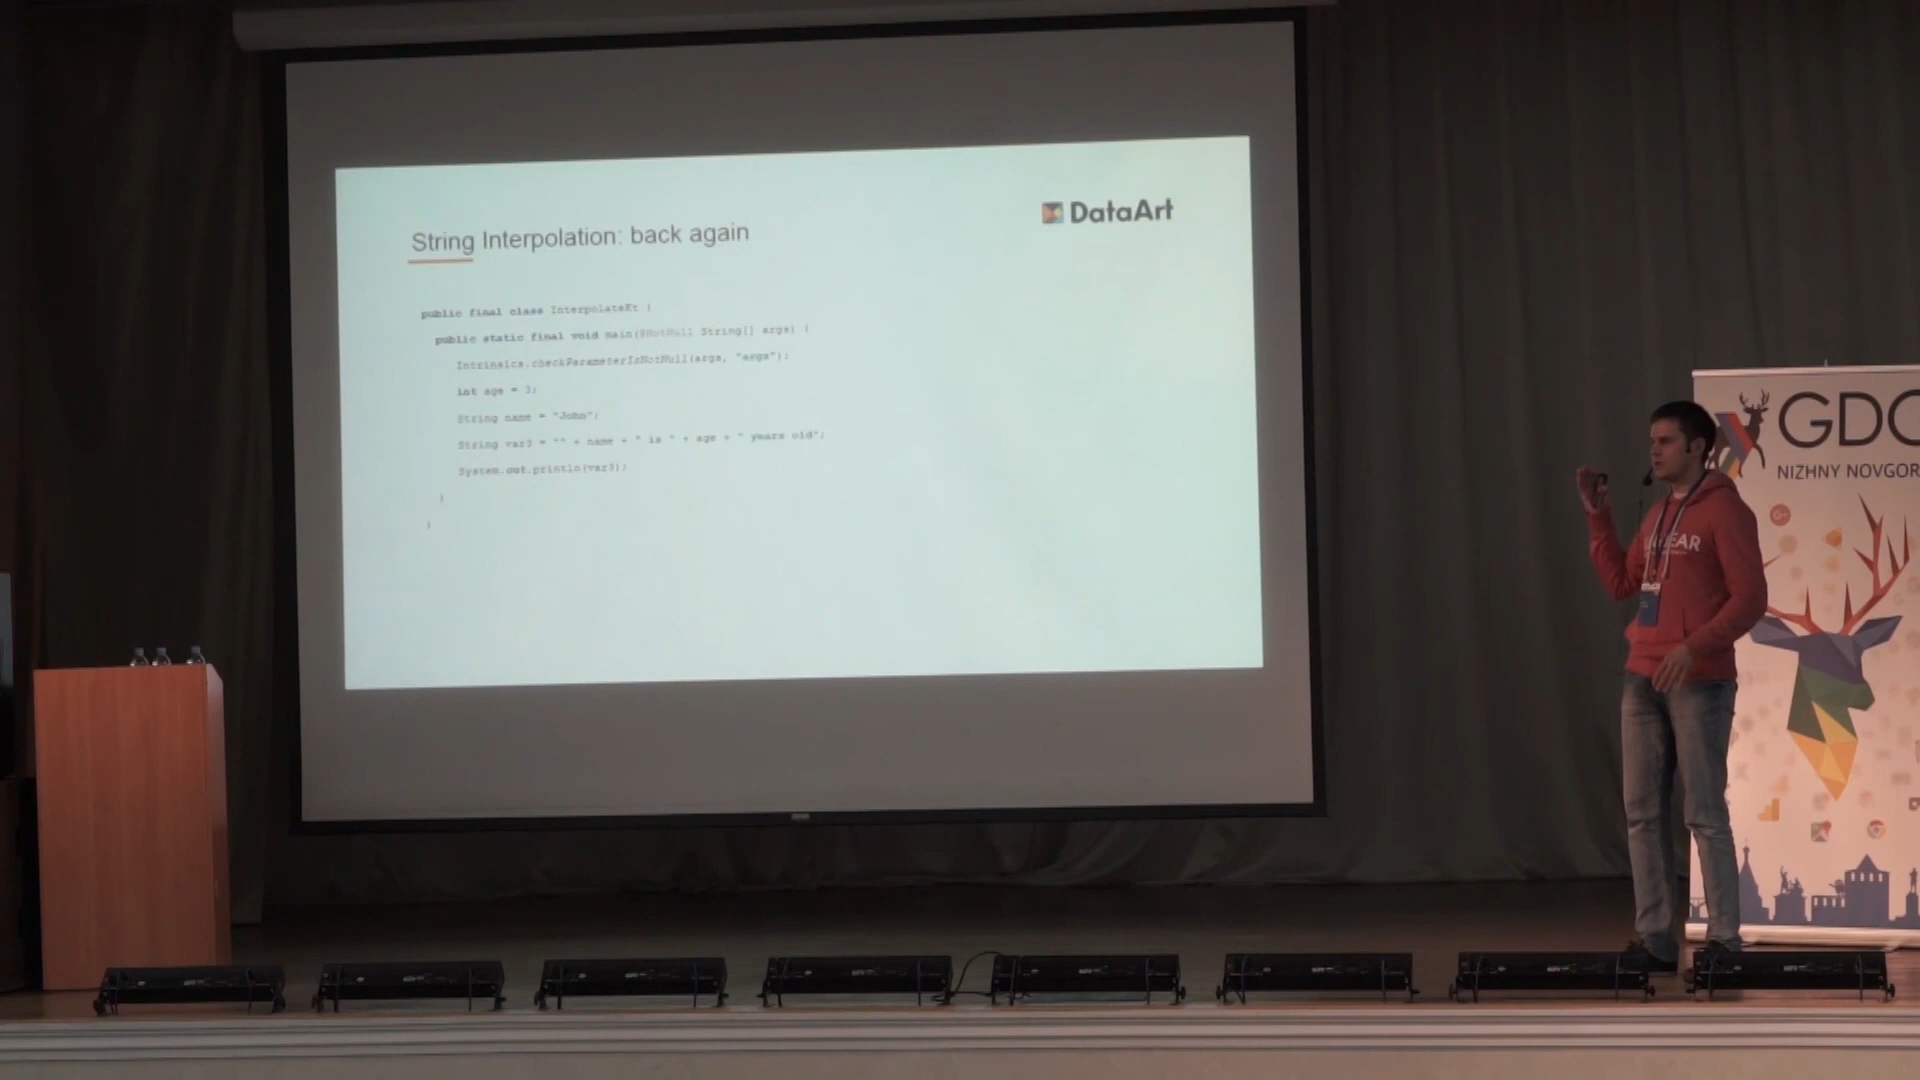 String Interpolation: back again
DataArt
public final class InterpolateKt {
public static final void main(@NotNull String[] args) {
Intrinsics.checkParameterIsNotNull(args, "args");
int age = 3;
String name = "John";
String var3 = "" + name + " is " + age + " years old";
System.out.println(var3);
}
}
GDG
NIZHNY NOVGOR
EAR